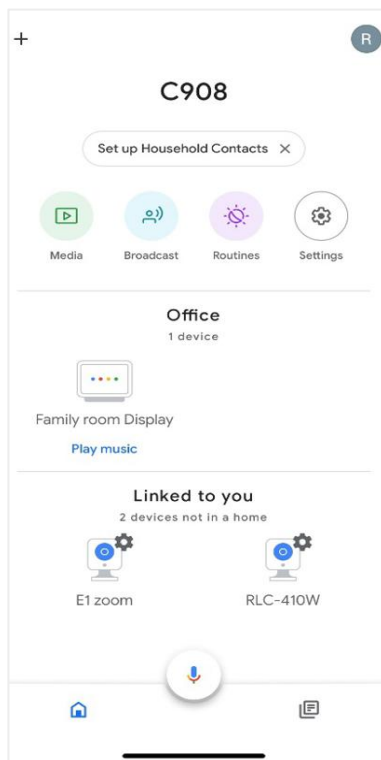 +
R
C908
Set up Household Contacts ×
Media Broadcast Routines Settings
Office
1 device
Family room Display
Play music
Linked to you
2 devices not in a home
E1 zoom RLC-410W